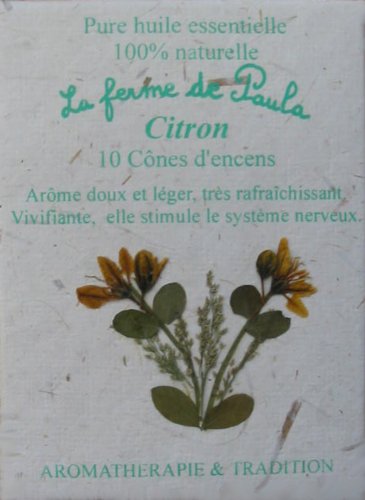 Pure huile essentielle
100% naturelle
La ferme de Paula
Citron
10 Cônes d'encens
Arôme doux et léger, très rafraîchissant
Vivifiante, elle stimule le système nerveux.
AROMATHERAPIE & TRADITION